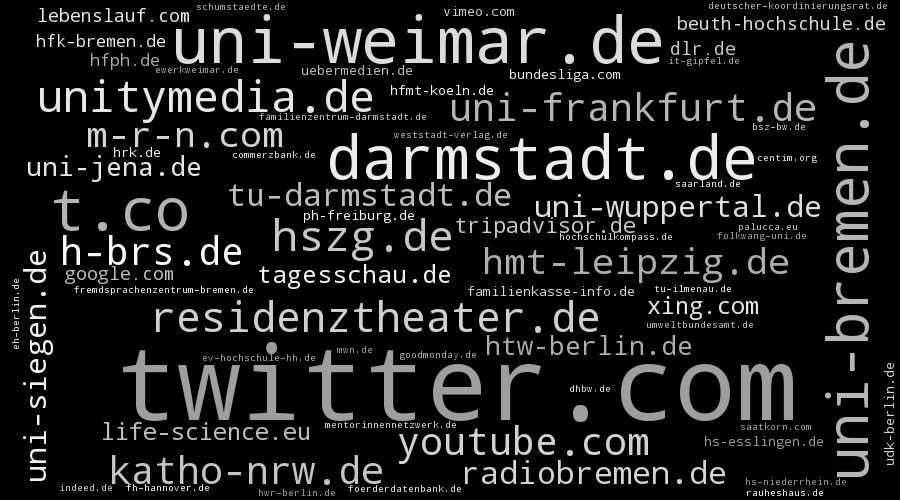 schumstaedte.de
deutscher-koordinierungsrat.de
lebenslauf.com
vimeo.com
beuth-hochschule.de
uni-weimar.de
hfk-bremen.de
dlr.de
hfph.de
it-gipfel.de
ewerkweimar.de
uebermedien.de
bundesliga.com
unitymedia.de
hfmt-koeln.de
uni-frankfurt.de
uni-bremen.de
familienzentrum-darmstadt.de
m-r-n.com
weststadt-verlag.de
bsz-bw.de
hrk.de
commerzbank.de
darmstadt.de
centim.org
uni-jena.de
saarland.de
tu-darmstadt.de
t.co
ph-freiburg.de
uni-wuppertal.de
hszg.de
tripadvisor.de
palucca.eu
hochschulkompass.de
folkwang-uni.de
h-brs.de
google.com
tagesschau.de
hmt-leipzig.de
eh-berlin.de
uni-siegen.de
fremdsprachenzentrum-bremen.de
familienkasse-info.de
tu-ilmenau.de
xing.com
residenztheater.de
umweltbundesamt.de
ev-hochschule-hh.de
mwn.de
goodmonday.de
htw-berlin.de
twitter.com
dhbw.de
udk-berlin.de
life-science.eu
mentorinnennetzwerk.de
youtube.com
saatkorn.com
hs-esslingen.de
katho-nrw.de
radiobremen.de
indeed.de
fh-hannover.de
hwr-berlin.de
foerderdatenbank.de
hs-niederrhein.de
rauheshaus.de